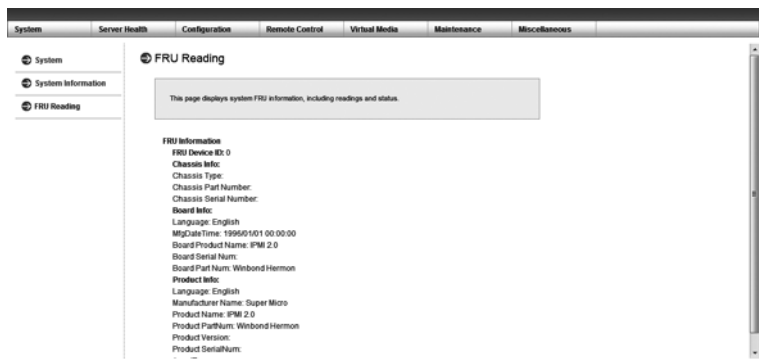 System Server Health Configuration Remote Control Virtual Media Maintenance Miscellaneous
System
System Information
FRU Reading
FRU Reading
This page displays system FRU information, including readings and status.
FRU Information
FRU Device ID: 0
Chassis Info:
Chassis Type:
Chassis Part Number:
Chassis Serial Number:
Board Info:
Language: English
MfgDateTime: 1996/01/01 00:00:00
Board Product Name: IPMI 2.0
Board Serial Num:
Board Part Num: Winbond Hermon
Product Info:
Language: English
Manufacturer Name: Super Micro
Product Name: IPMI 2.0
Product PartNum: Winbond Hermon
Product Version:
Product SerialNum: